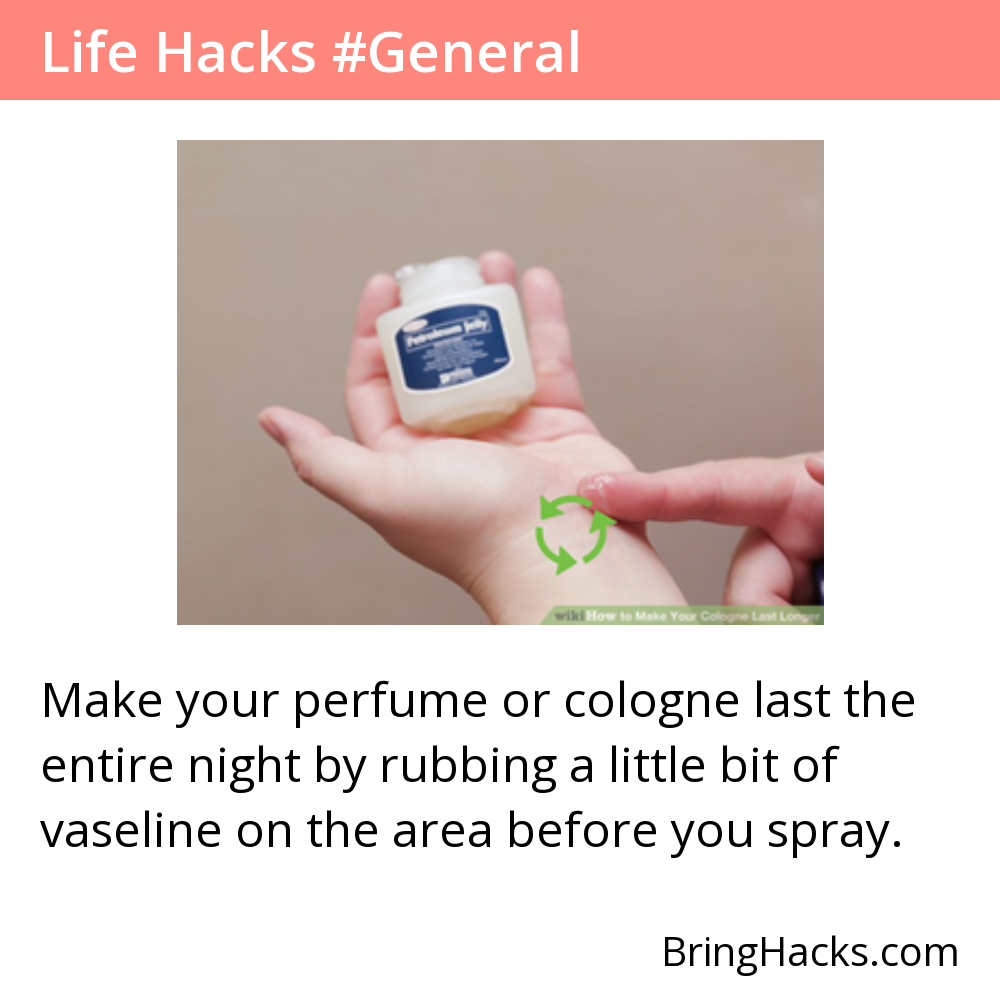 Life Hacks #General
Petroleum Jelly
wikiHow to Make Your Cologne Last Longer
Make your perfume or cologne last the
entire night by rubbing a little bit of
vaseline on the area before you spray.
BringHacks.com